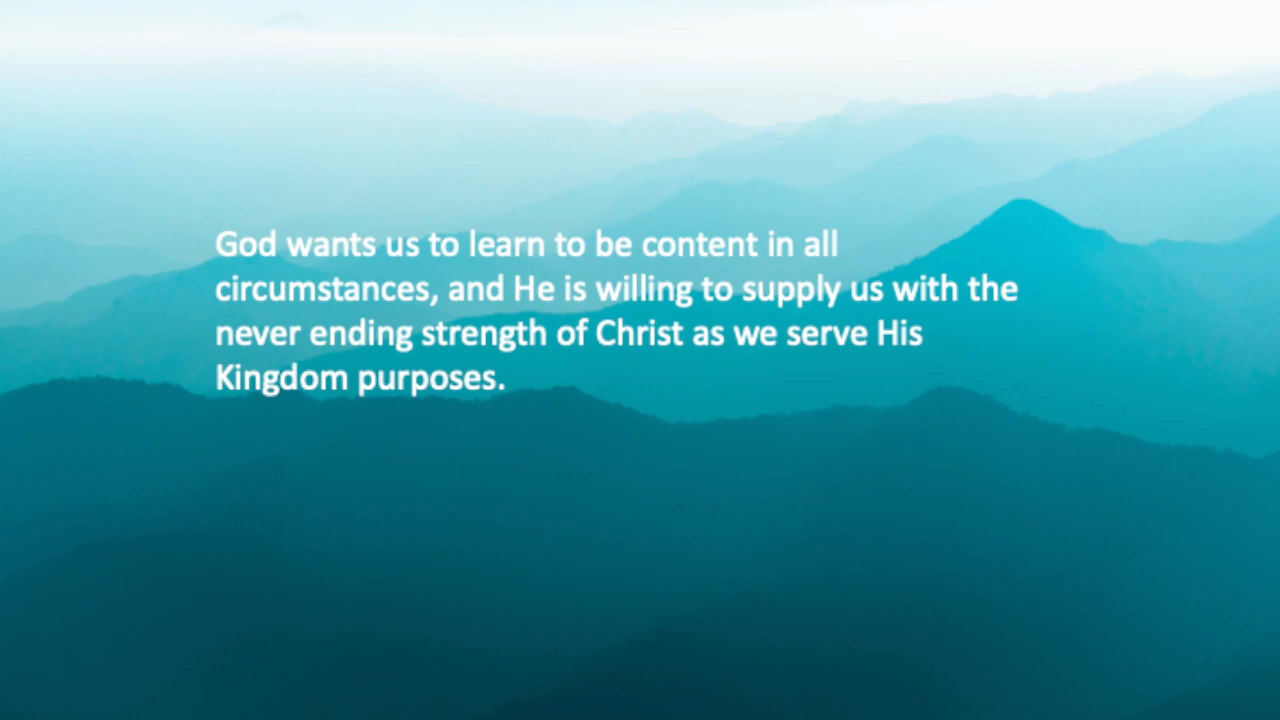 God wants us to learn to be content in all
circumstances, and He is willing to supply us with the
never ending strength of Christ as we serve His
Kingdom purposes.